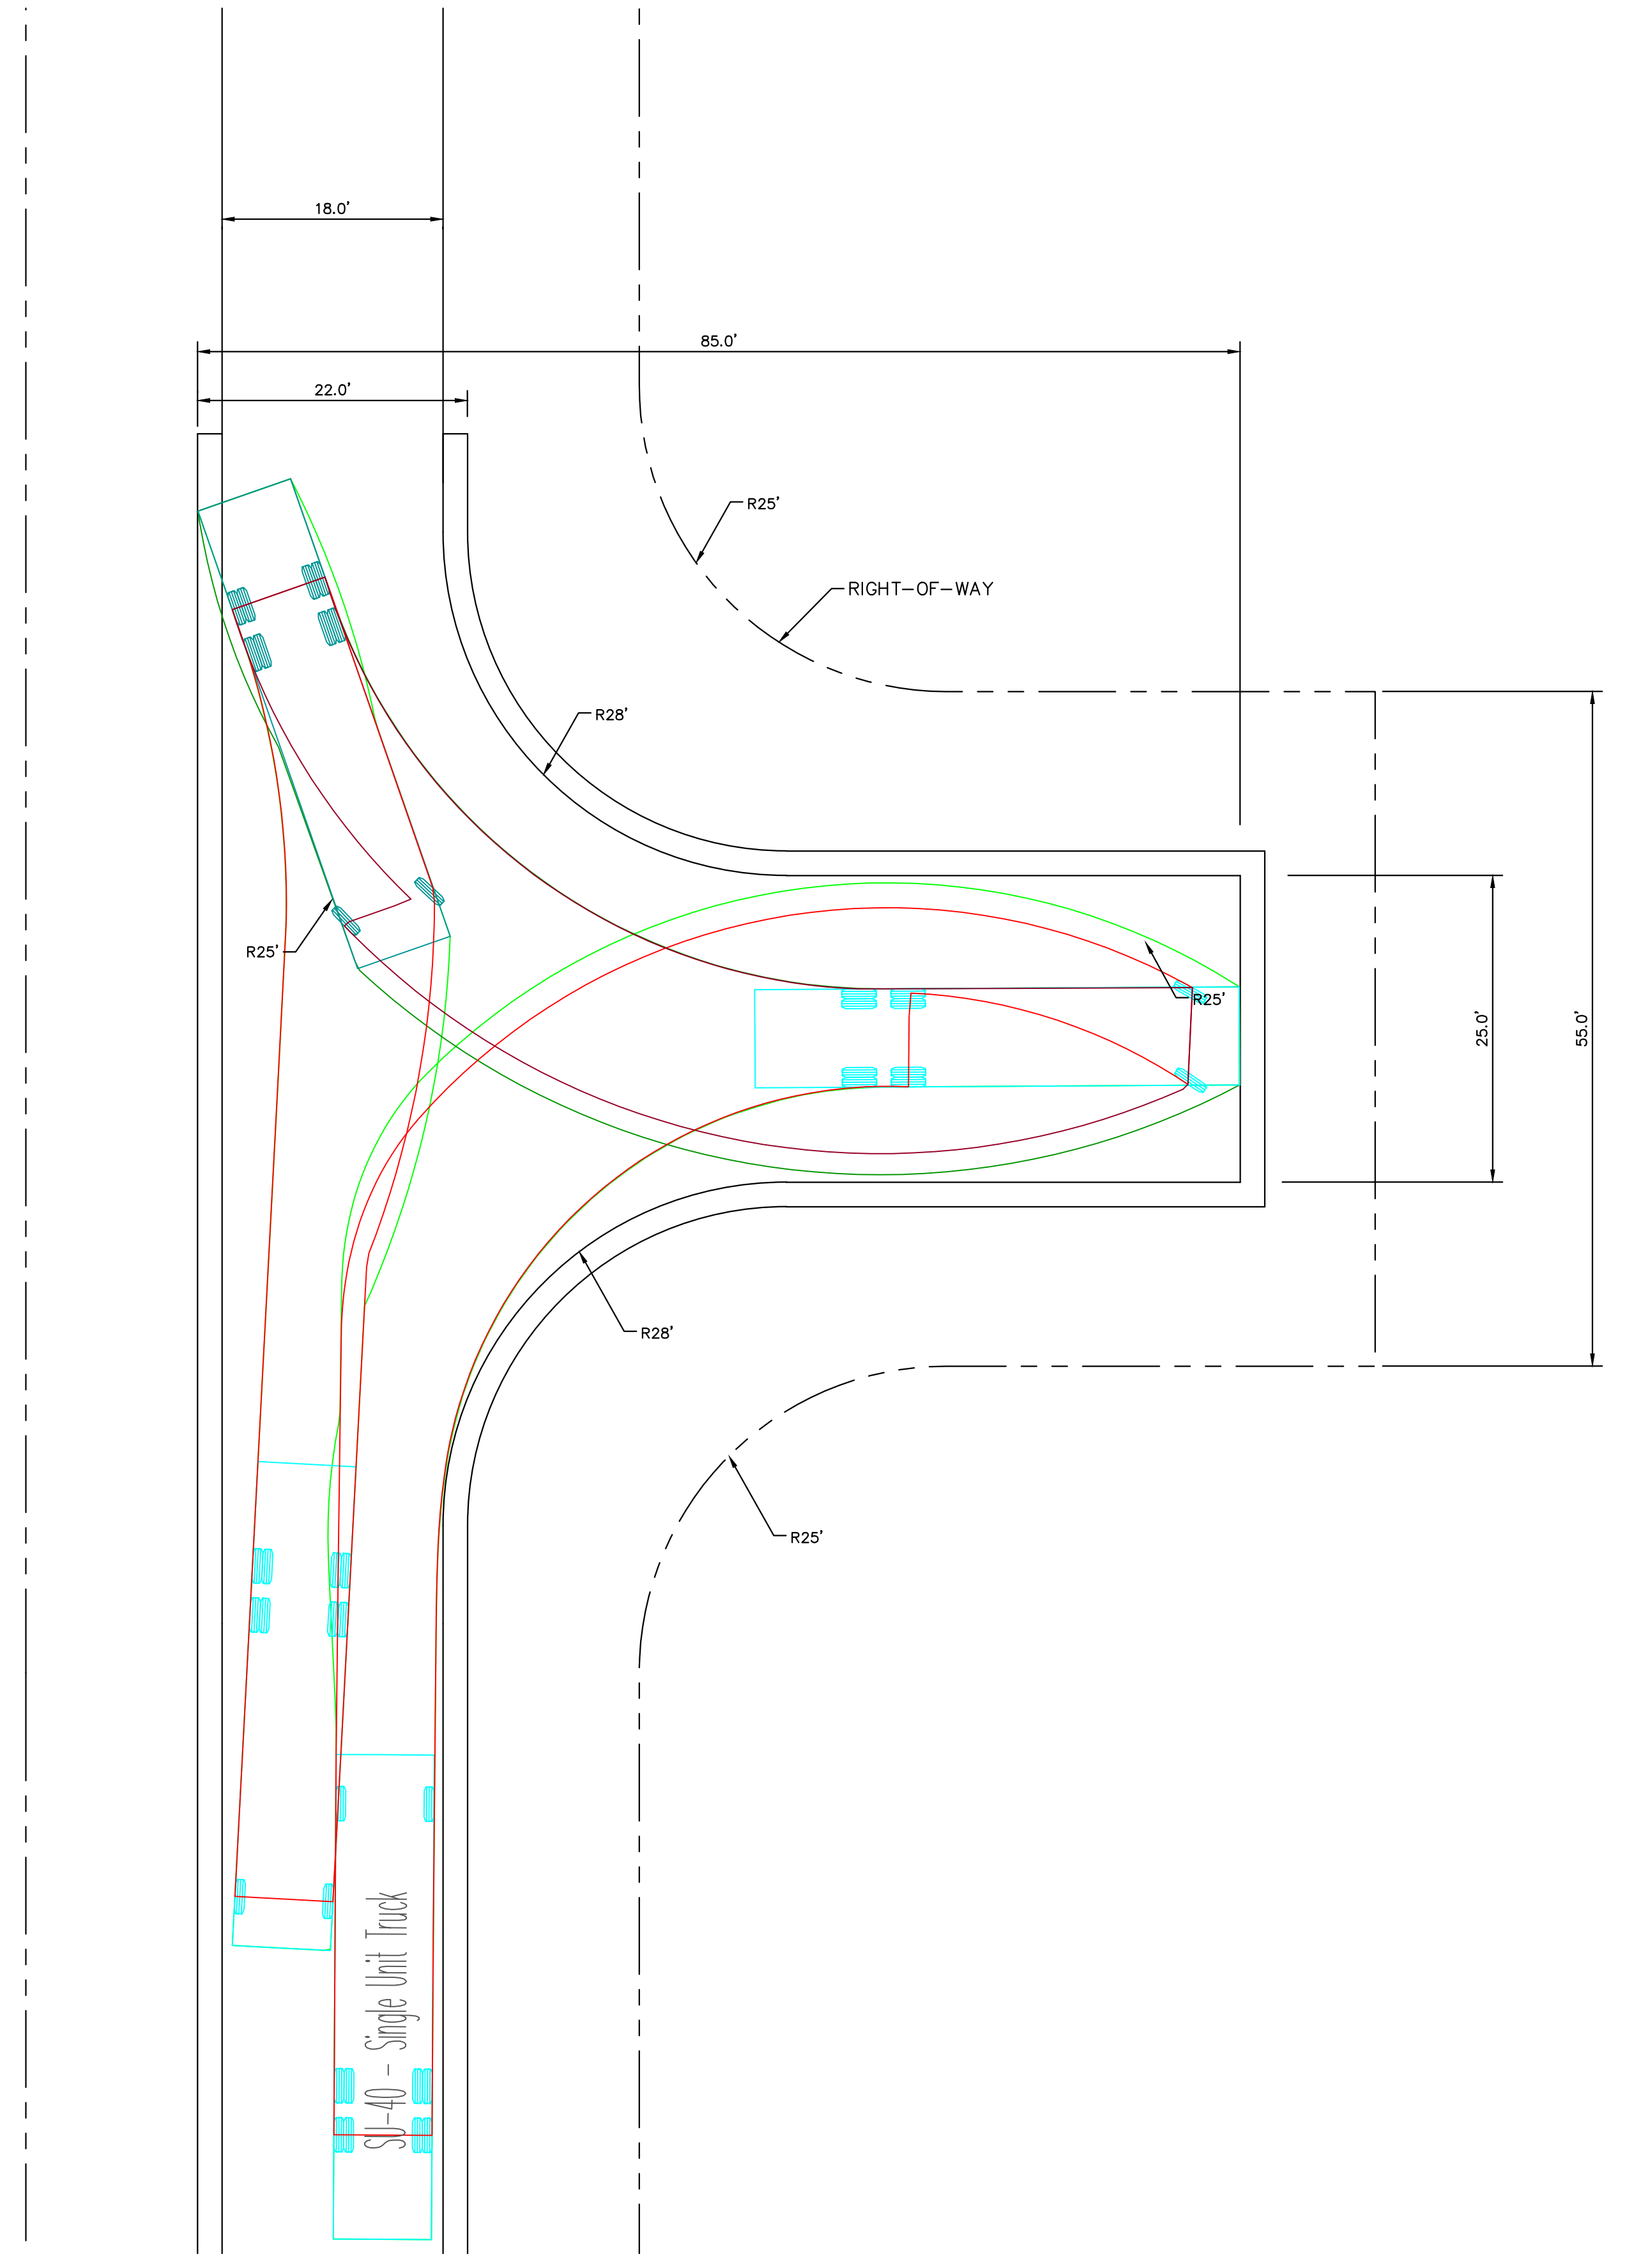 18.0'
85.0'
22.0'
R25'
RIGHT-OF-WAY
R28'
R25'
R25'
25.0'
55.0'
R28'
R25'
SU-40 - Single Unit Truck